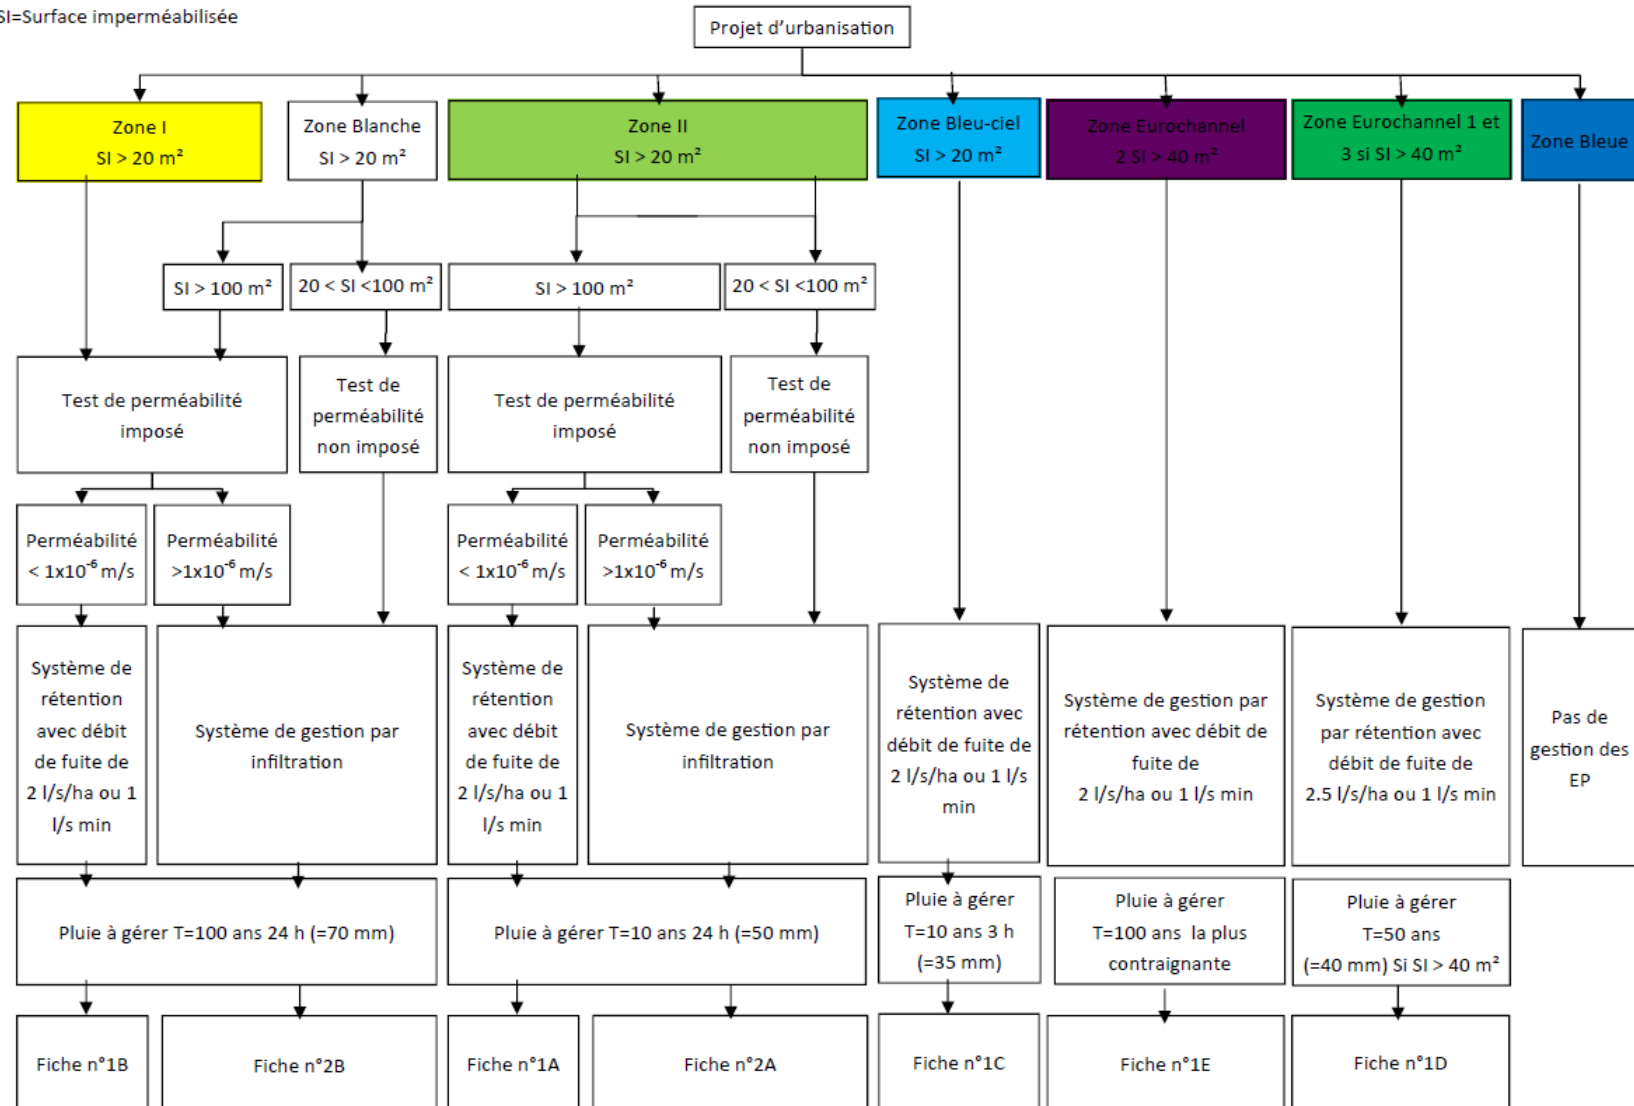 SI=Surface imperméabilisée
Projet d’urbanisation
Zone I
SI > 20 m²
Zone Blanche
SI > 20 m²
Zone II
SI > 20 m²
Zone Bleu-ciel
SI > 20 m²
Zone Eurochannel
2 SI > 40 m²
Zone Eurochannel 1 et
3 si SI > 40 m²
Zone Bleue
SI > 100 m²
20 < SI <100 m²
SI > 100 m²
20 < SI <100 m²
Test de perméabilité
imposé
Test de
perméabilité
non imposé
Test de perméabilité
imposé
Test de
perméabilité
non imposé
Perméabilité
< 1x10⁻⁶ m/s
Perméabilité
>1x10⁻⁶ m/s
Perméabilité
< 1x10⁻⁶ m/s
Perméabilité
>1x10⁻⁶ m/s
Système de
rétention
avec débit
de fuite de
2 l/s/ha ou 1
l/s min
Système de gestion par
infiltration
Système de
rétention
avec débit
de fuite de
2 l/s/ha ou 1
l/s min
Système de gestion par
infiltration
Système de
rétention avec
débit de fuite de
2 l/s/ha ou 1 l/s
min
Système de gestion par
rétention avec débit de
fuite de
2 l/s/ha ou 1 l/s min
Système de gestion
par rétention avec
débit de fuite de
2.5 l/s/ha ou 1 l/s min
Pas de
gestion des
EP
Pluie à gérer T=100 ans 24 h (=70 mm)
Pluie à gérer T=10 ans 24 h (=50 mm)
Pluie à gérer
T=10 ans 3 h
(=35 mm)
Pluie à gérer
T=100 ans la plus
contraignante
Pluie à gérer
T=50 ans
(=40 mm) Si SI > 40 m²
Fiche n°1B
Fiche n°2B
Fiche n°1A
Fiche n°2A
Fiche n°1C
Fiche n°1E
Fiche n°1D